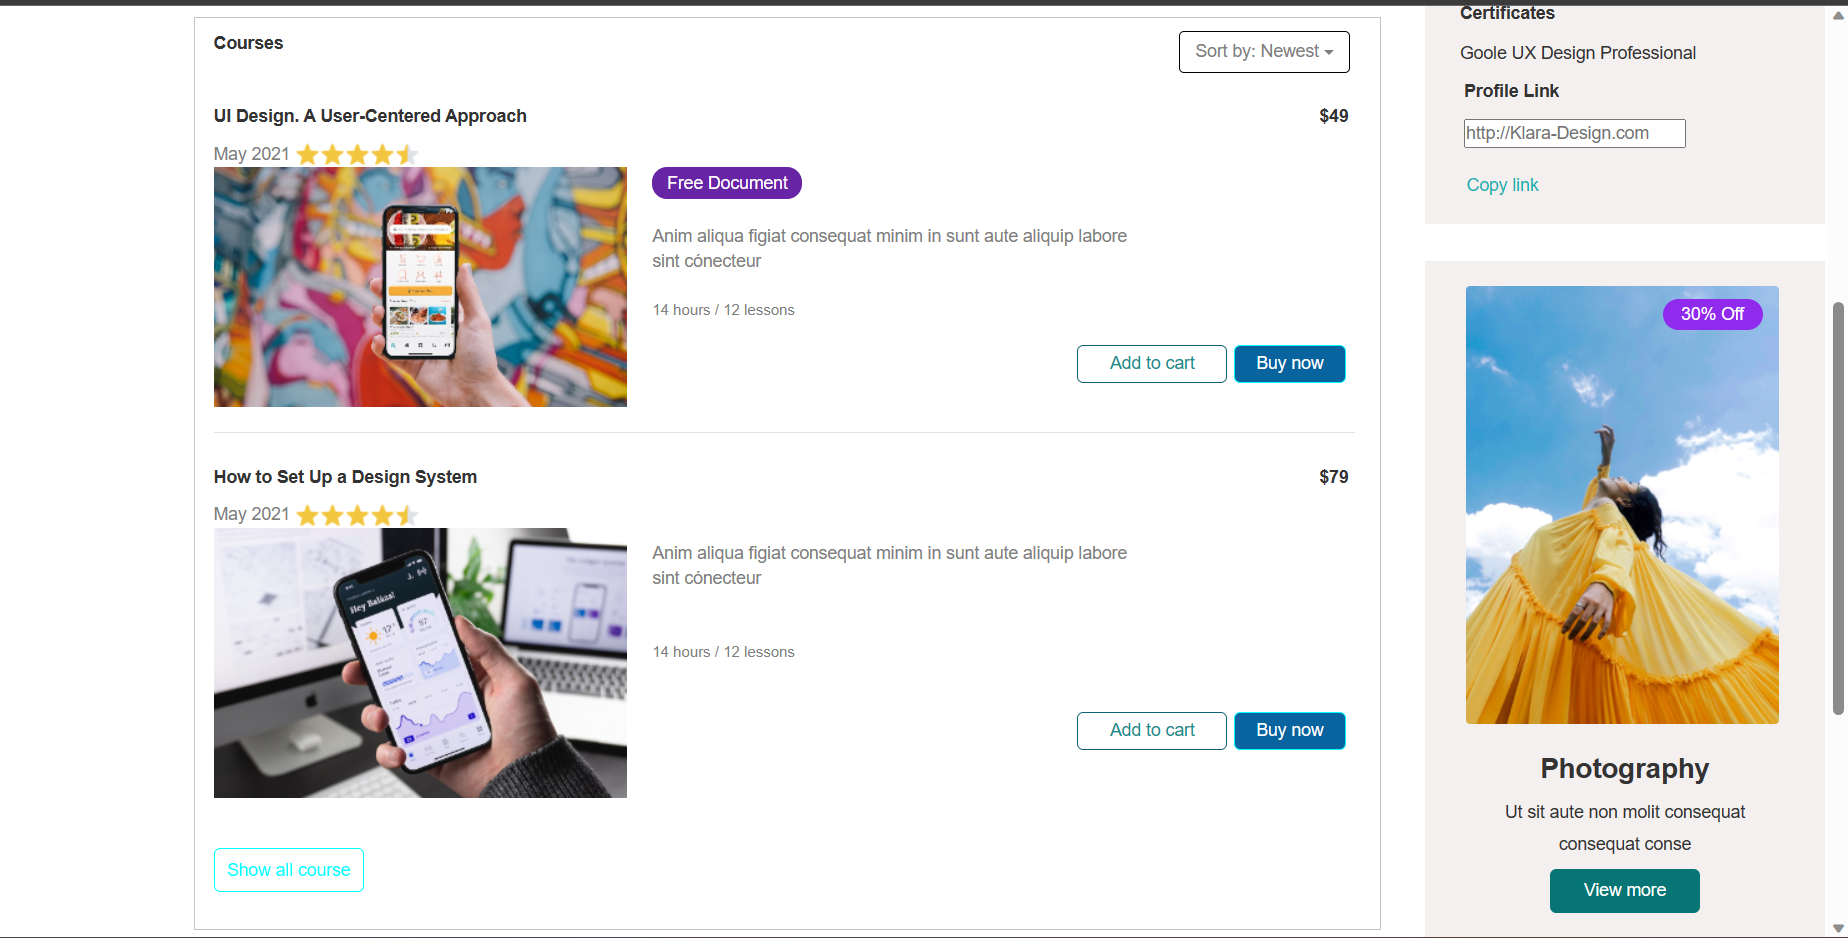 Courses
Sort by: Newest
UI Design. A User-Centered Approach
$49
May 2021
Free Document
Anim aliqua figiat consequat minim in sunt aute aliquip labore
sint cónecteur
14 hours / 12 lessons
Add to cart
Buy now
How to Set Up a Design System
$79
May 2021
Hey Balázs!
Anim aliqua figiat consequat minim in sunt aute aliquip labore
sint cónecteur
14 hours / 12 lessons
Add to cart
Buy now
Show all course
Certificates
Goole UX Design Professional
Profile Link
http://Klara-Design.com
Copy link
30% Off
Photography
Ut sit aute non molit consequat
consequat conse
View more